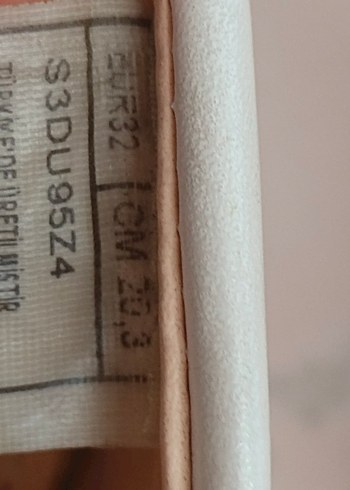 EUR32 CM 20,3
S3DU95Z4
TÜRKİYE'DE ÜRETİLMİŞTİR